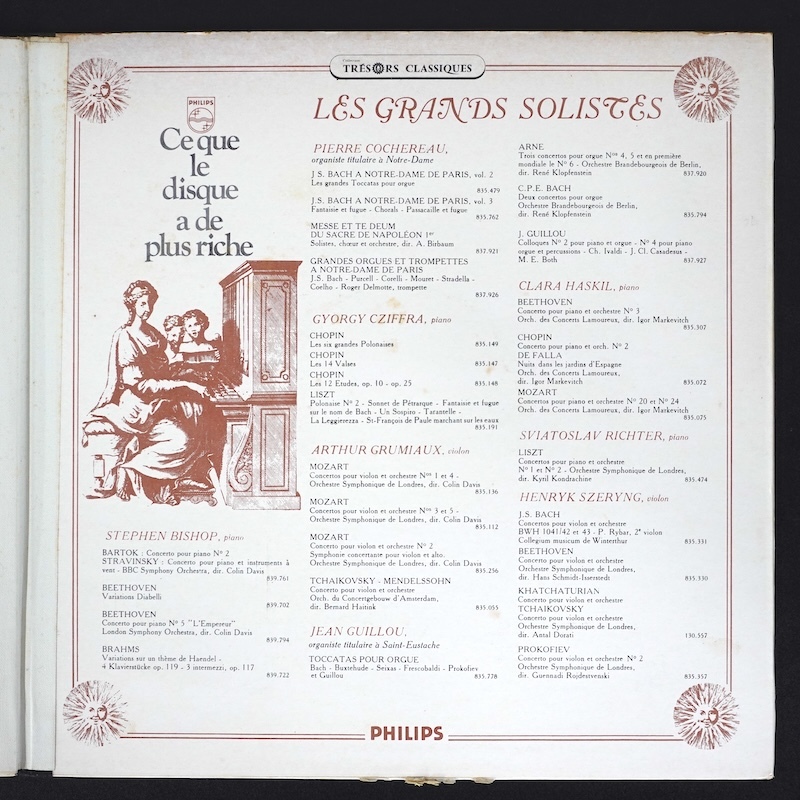 Collection
TRÉSORS CLASSIQUES
LES GRANDS SOLISTES
PHILIPS
Ce que
le
disque
a de
plus riche
STEPHEN BISHOP, piano
BARTOK : Concerto pour piano Nº 2
STRAVINSKY : Concerto pour piano et instruments à
vent - BBC Symphony Orchestra, dir. Colin Davis
839.761
BEETHOVEN
Variations Diabelli
839.702
BEETHOVEN
Concerto pour piano Nº 5 "L'Empereur"
London Symphony Orchestra, dir. Colin Davis
839.794
BRAHMS
Variations sur un thème de Haendel -
4 Klavierstürke op. 119 - 3 intermezzi, op. 117
839.722
PIERRE COCHEREAU,
organiste titulaire à Notre-Dame
J S. BACH A NOTRE-DAME DE PARIS, vol. 2
Les grandes Toccatas pour orgue
835.479
J.S. BACH A NOTRE-DAME DE PARIS, vol. 3
Fantaisie et fugue - Chorals - Passacaille et fugue
835.762
MESSE ET TE DEUM
DU SACRE DE NAPOLÉON 1er
Solistes, chœur et orchestre, dir. A. Birbaum
837.921
GRANDES ORGUES ET TROMPETTES
A NOTRE-DAME DE PARIS
J.S. Bach - Purcell - Corelli - Mouret - Stradella -
Coelho - Roger Delmotte, trompette
837.926
GYORGY CZIFFRA, piano
CHOPIN
Les six grandes Polonaises
835.149
CHOPIN
Les 14 Valses
835.147
CHOPIN
Les 12 Etudes, op. 10 - op. 25
835.148
LISZT
Polonaise Nº 2 - Sonnet de Pétrarque - Fantaisie et fugue
sur le nom de Bach - Un Sospiro - Tarantelle -
La Leggierezza - St-François de Paule marchant sur les eaux
835.191
ARTHUR GRUMIAUX, violon
MOZART
Concertos pour violon et orchestre Nos 1 et 4 -
Orchestre Symphonique de Londres, dir. Colin Davis
835.136
MOZART
Concertos pour violon et orchestre Nos 3 et 5 -
Orchestre Symphonique de Londres, dir. Colin Davis
835.112
MOZART
Concerto pour violon et orchestre Nº 2
Symphonie concertante pour violon et alto.
Orchestre Symphonique de Londres, dir. Colin Davis
835.256
TCHAIKOVSKY - MENDELSSOHN
Concerto pour violon et orchestre
Orch. du Concertgebouw d'Amsterdam,
dir. Bernard Haitink
835.055
JEAN GUILLOU,
organiste titulaire à Saint-Eustache
TOCCATAS POUR ORGUE
Bach - Buxtehude - Seixas - Frescobaldi - Prokofiev
et Guillou
835.778
ARNE
Trois concertos pour orgue Nos 4, 5 et en première
mondiale le Nº 6 - Orchestre Brandebourgeois de Berlin,
dir. René Klopfenstein
837.920
C.P.E. BACH
Deux concertos pour orgue
Orchestre Brandebourgeois de Berlin,
dir. René Klopfenstein
835.794
J. GUILLOU
Colloques Nº 2 pour piano et orgue - Nº 4 pour piano
orgue et percussions - Ch. Ivaldi - J. Cl. Casadesus -
M. E. Both
837.927
CLARA HASKIL, piano
BEETHOVEN
Concerto pour piano et orchestre Nº 3
Orch. des Concerts Lamoureux, dir. Igor Markevitch
835.307
CHOPIN
Concerto pour piano et orch. Nº 2
DE FALLA
Nuits dans les jardins d'Espagne
Orch. des Concerts Lamoureux,
dir. Igor Markevitch
835.072
MOZART
Concertos pour piano et orchestre Nº 20 et Nº 24
Orch. des Concerts Lamoureux, dir. Igor Markevitch
835.075
SVIATOSLAV RICHTER, piano
LISZT
Concertos pour piano et orchestre
Nº 1 et Nº 2 - Orchestre Symphonique de Londres,
dir. Kyril Kondrachine
835.474
HENRYK SZERYNG, violon
J.S. BACH
Concertos pour violon et orchestre
BWH 1041/42 et 43 - P. Rybar, 2e violon
Collegium musicum de Winterthur
835.331
BEETHOVEN
Concerto pour violon et orchestre
Orchestre Symphonique de Londres,
dir. Hans Schmidt-Isserstedt
835.330
KHATCHATURIAN
Concerto pour violon et orchestre
TCHAIKOVSKY
Concerto pour violon et orchestre
Orchestre Symphonique de Londres,
dir. Antal Dorati
130.557
PROKOFIEV
Concerto pour violon et orchestre Nº 2
Orchestre Symphonique de Londres,
dir. Guennadi Rojdestvenski
835.357
PHILIPS